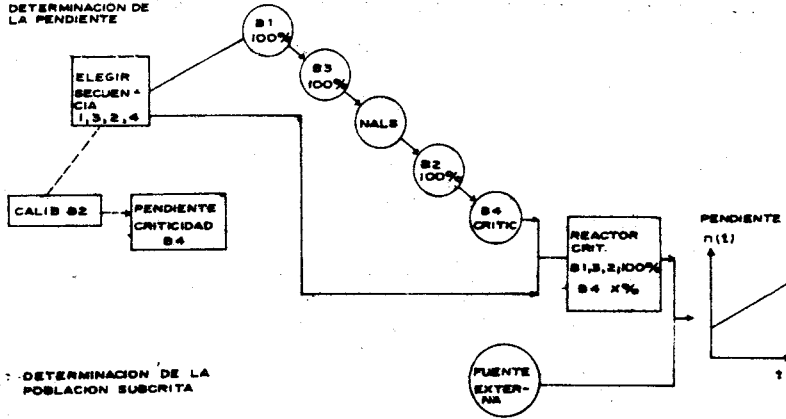 DETERMINACION DE
LA PENDIENTE
B1
100%
B3
100%
NALS
B2
100%
B4
CRITIC
ELEGIR
SECUEN-
CIA
1,3,2,4
CALIB B2
PENDIENTE
CRITICIDAD
B4
REACTOR
CRIT.
B1,3,2,100%
B4 X%
PENDIENTE
n(t)
t
FUENTE
EXTER-
NA
DETERMINACION DE LA
POBLACION SUBCRITA